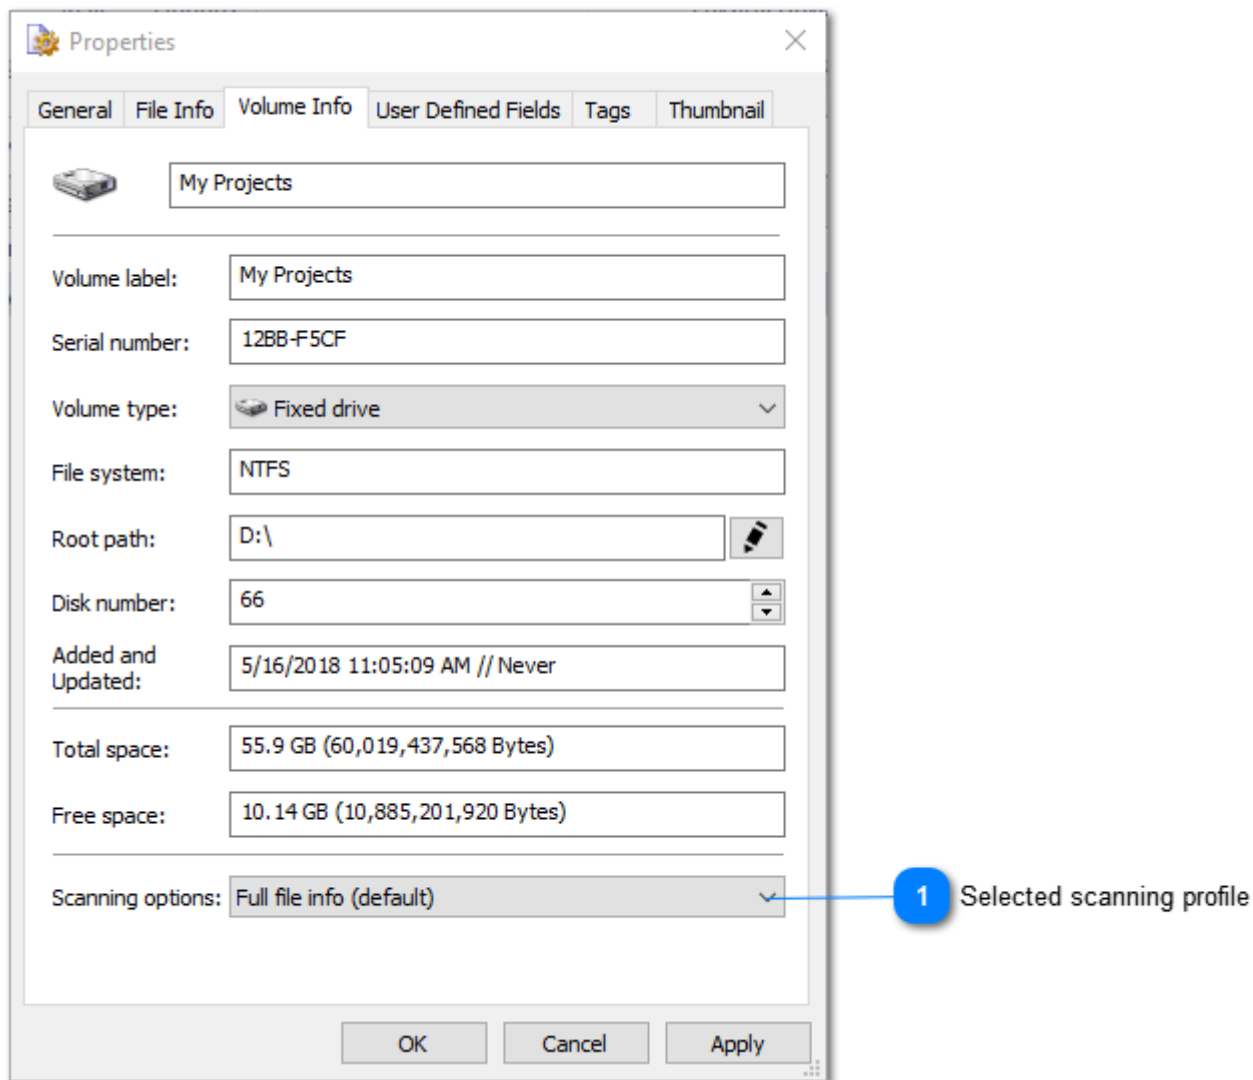 Properties
General File Info Volume Info User Defined Fields Tags Thumbnail
My Projects
Volume label: My Projects
Serial number: 12BB-F5CF
Volume type: Fixed drive
File system: NTFS
Root path: D:\
Disk number: 66
Added and
Updated: 5/16/2018 11:05:09 AM // Never
Total space: 55.9 GB (60,019,437,568 Bytes)
Free space: 10.14 GB (10,885,201,920 Bytes)
Scanning options: Full file info (default)
1 Selected scanning profile
OK Cancel Apply